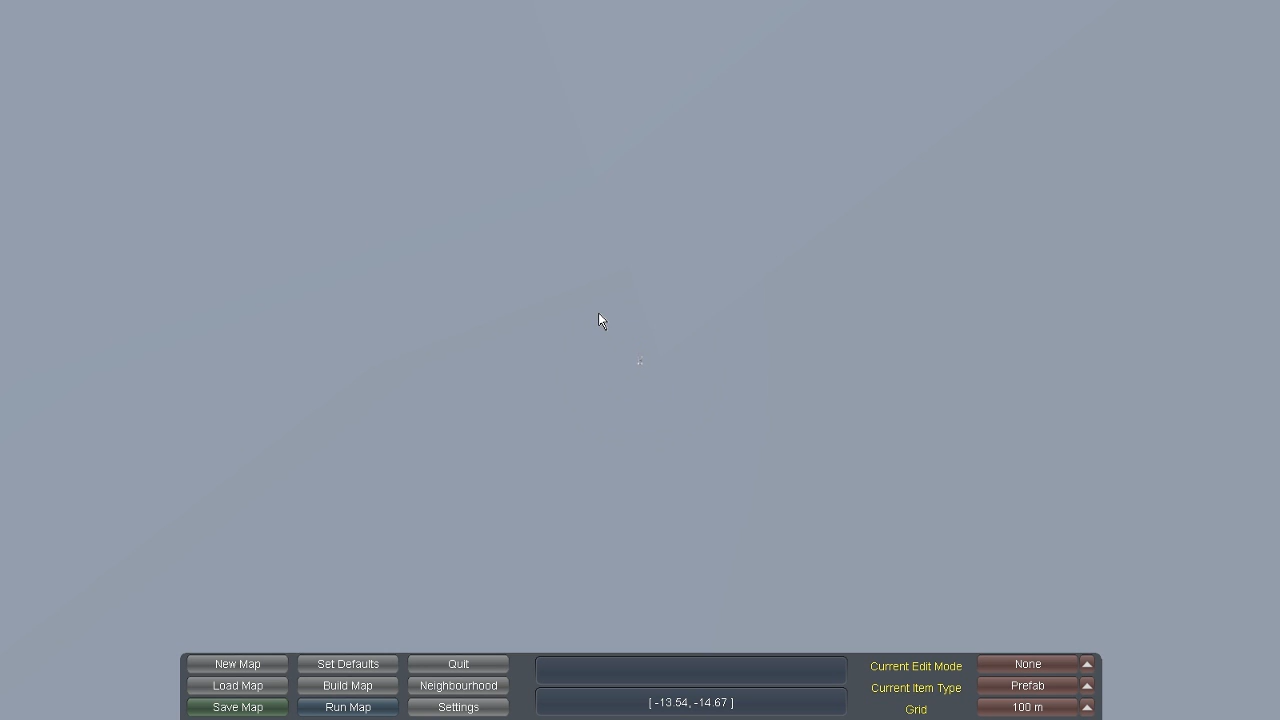 New Map Set Defaults Quit Current Edit Mode None
Load Map Build Map Neighbourhood Current Item Type Prefab
Save Map Run Map Settings [ -13.54, -14.67 ] Grid 100 m